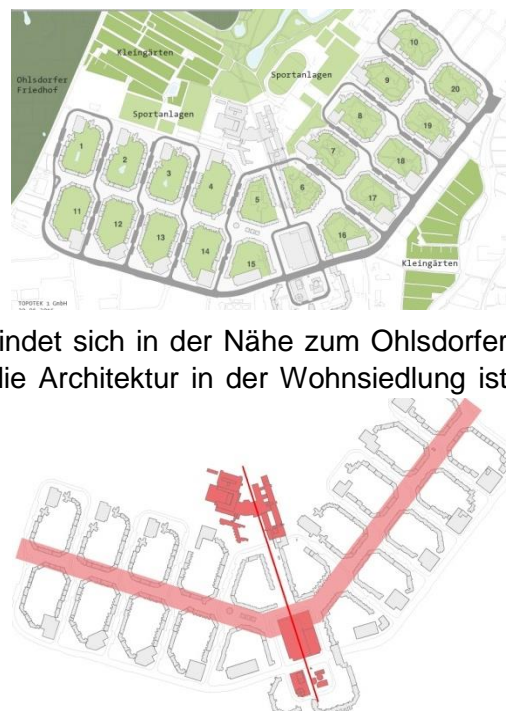 10
Kleingärten
Ohlsdorfer
Friedhof
Sportanlagen
9
20
8
Sportanlagen
19
1
2
3
4
7
18
6
5
17
11
12
13
14
16
15
Kleingärten
TOPOTEK 1 GmbH
indet sich in der Nähe zum Ohlsdorfer
die Architektur in der Wohnsiedlung ist